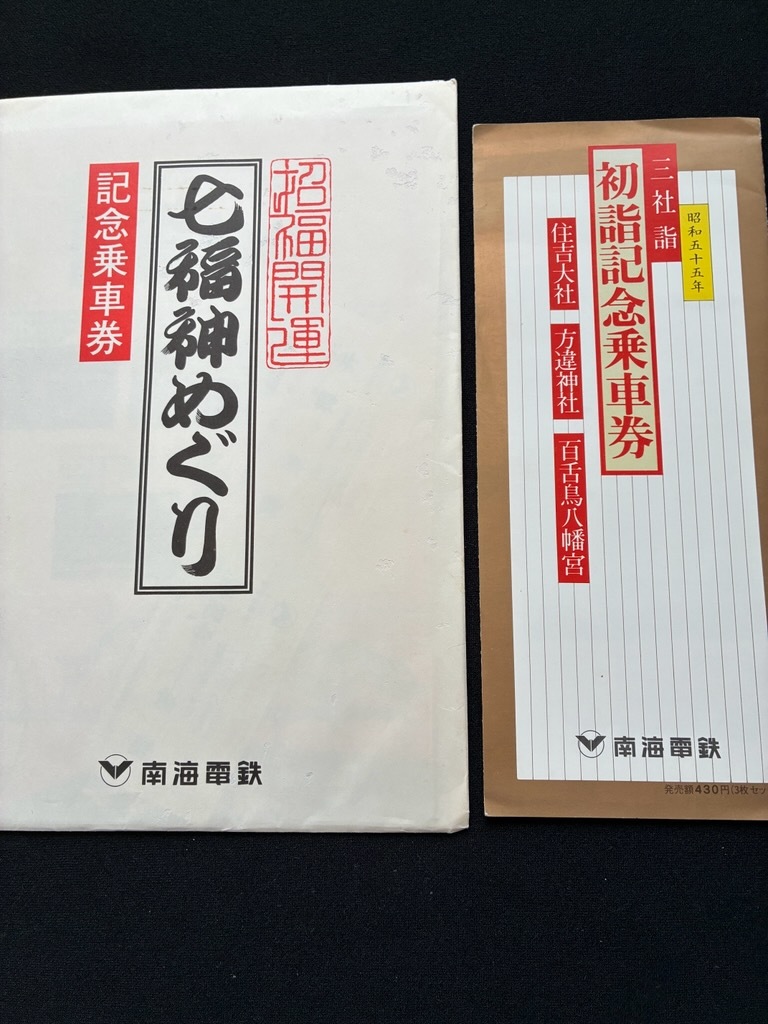 招福開運
七福神めぐり
記念乗車券
南海電鉄
昭和五十五年
三社詣
初詣記念乗車券
住吉大社
方違神社
百舌鳥八幡宮
南海電鉄
発売額430円(3枚セッ